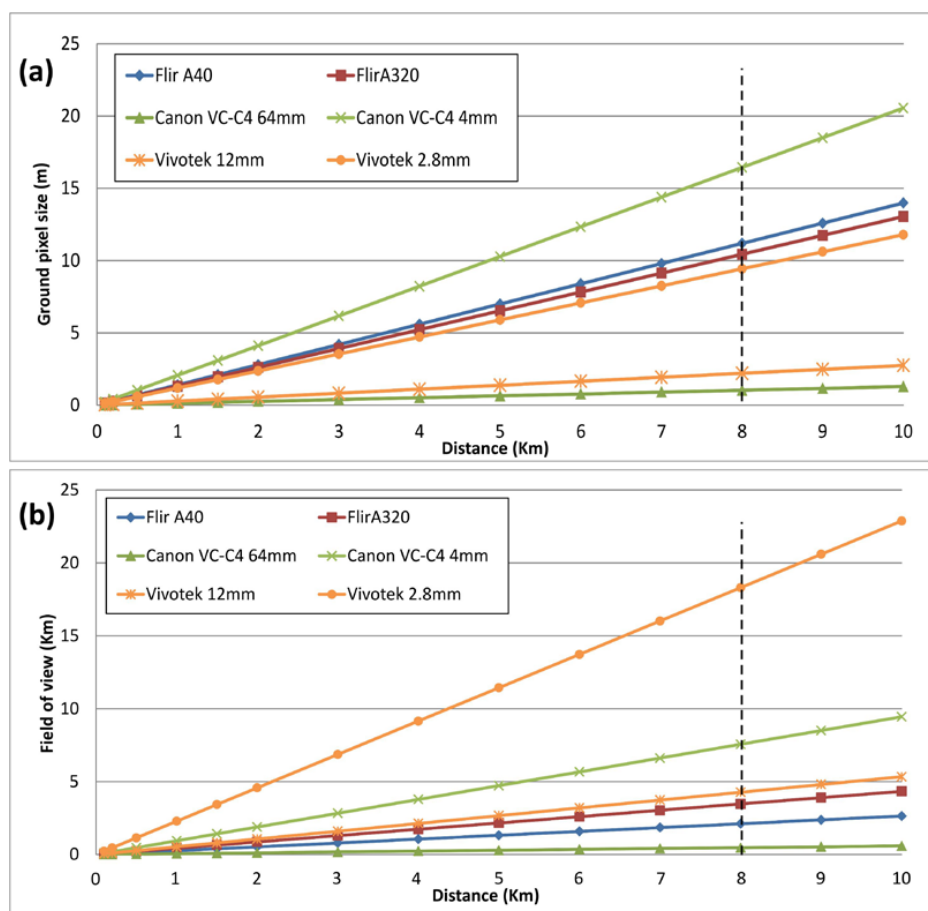 (a)
25
20
15
10
5
0
Ground pixel size (m)
Flir A40 FlirA320
Canon VC-C4 64mm Canon VC-C4 4mm
Vivotek 12mm Vivotek 2.8mm
0 1 2 3 4 5 6 7 8 9 10
Distance (Km)
(b)
25
20
15
10
5
0
Field of view (Km)
Flir A40 FlirA320
Canon VC-C4 64mm Canon VC-C4 4mm
Vivotek 12mm Vivotek 2.8mm
0 1 2 3 4 5 6 7 8 9 10
Distance (Km)